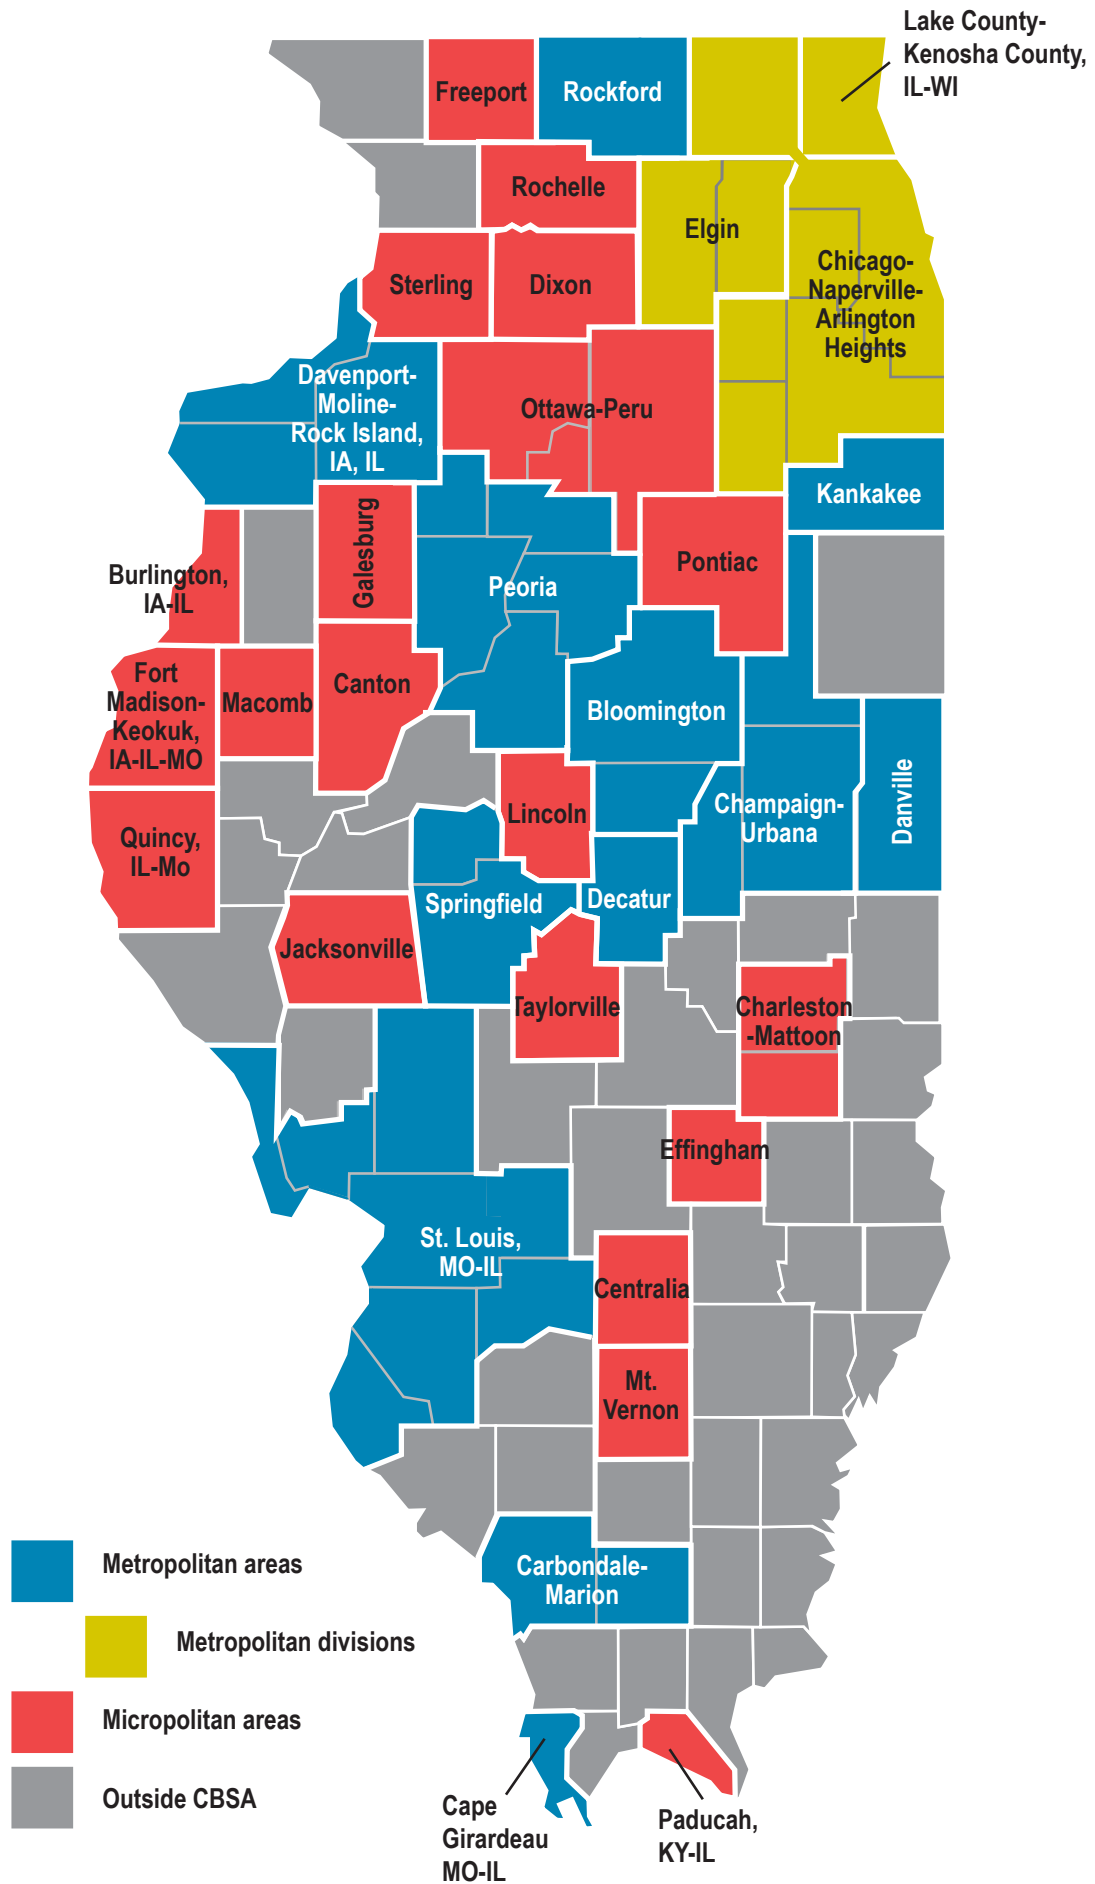 Lake County-
Kenosha County,
IL-WI
Freeport
Rockford
Rochelle
Elgin
Sterling
Dixon
Chicago-
Naperville-
Arlington
Heights
Davenport-
Moline-
Rock Island,
IA, IL
Ottawa-Peru
Kankakee
Galesburg
Pontiac
Burlington,
IA-IL
Peoria
Fort
Madison-
Keokuk,
IA-IL-MO
Macomb
Canton
Bloomington
Lincoln
Champaign-
Urbana
Danville
Quincy,
IL-Mo
Springfield
Decatur
Jacksonville
Taylorville
Charleston
-Mattoon
Effingham
St. Louis,
MO-IL
Centralia
Mt.
Vernon
Carbondale-
Marion
Metropolitan areas
Metropolitan divisions
Micropolitan areas
Outside CBSA
Cape
Girardeau
MO-IL
Paducah,
KY-IL